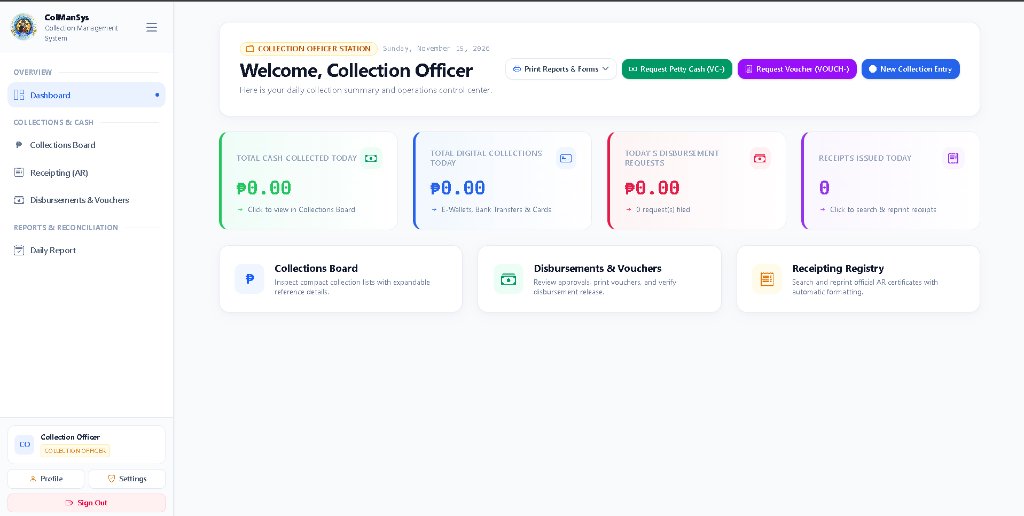 ColManSys
Collection Management
System
OVERVIEW
Dashboard
COLLECTIONS & CASH
₱ Collections Board
Receipting (AR)
Disbursements & Vouchers
REPORTS & RECONCILIATION
Daily Report
CO
Collection Officer
COLLECTION OFFICER
Profile
Settings
Sign Out
COLLECTION OFFICER STATION
Sunday, November 15, 2026
Welcome, Collection Officer
Here is your daily collection summary and operations control center.
Print Reports & Forms
Request Petty Cash (VC-)
Request Voucher (VOUCH-)
New Collection Entry
TOTAL CASH COLLECTED TODAY
₱0.00
→ Click to view in Collections Board
TOTAL DIGITAL COLLECTIONS
TODAY
₱0.00
→ E-Wallets, Bank Transfers & Cards
TODAY'S DISBURSEMENT
REQUESTS
₱0.00
→ 0 request(s) filed
RECEIPTS ISSUED TODAY
0
→ Click to search & reprint receipts
₱
Collections Board
Inspect compact collection lists with expandable
reference details.
Disbursements & Vouchers
Review approvals, print vouchers, and verify
disbursement release.
Receipting Registry
Search and reprint official AR certificates with
automatic formatting.